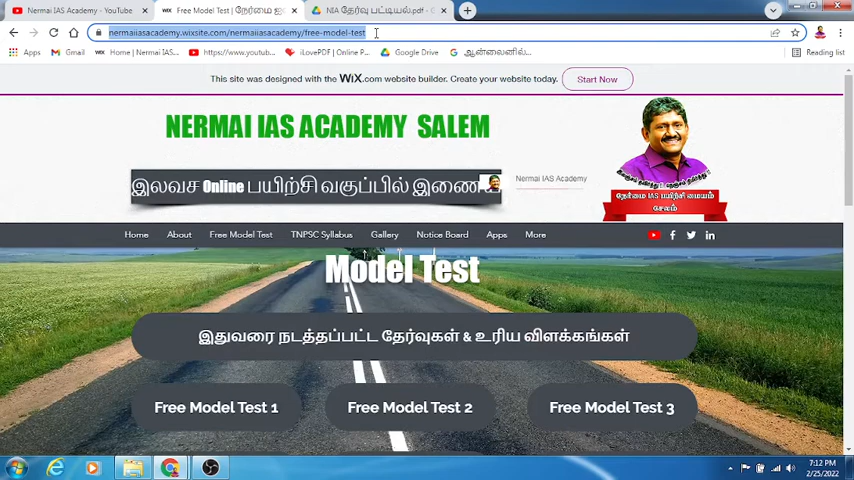 Nermai IAS Academy - YouTube
Free Model Test | நேர்மை ஐ
NIA தேர்வு பட்டியல்.pdf - G
nermaiiasacademy.wixsite.com/nermaiiasacademy/free-model-test
Apps
Gmail
Home | Nermai IAS...
https://www.youtub...
iLovePDF | Online P...
Google Drive
ஆன்லைனில்...
Reading list
This site was designed with the WiX.com website builder. Create your website today.
Start Now
NERMAI IAS ACADEMY SALEM
இலவச Online பயிற்சி வகுப்பில் இணைய
Nermai IAS Academy
நேர்மை IAS பயிற்சி மையம்
சேலம்
Home
About
Free Model Test
TNPSC Syllabus
Gallery
Notice Board
Apps
More
Model Test
இதுவரை நடத்தப்பட்ட தேர்வுகள் & உரிய விளக்கங்கள்
Free Model Test 1
Free Model Test 2
Free Model Test 3
7:12 PM
2/25/2022